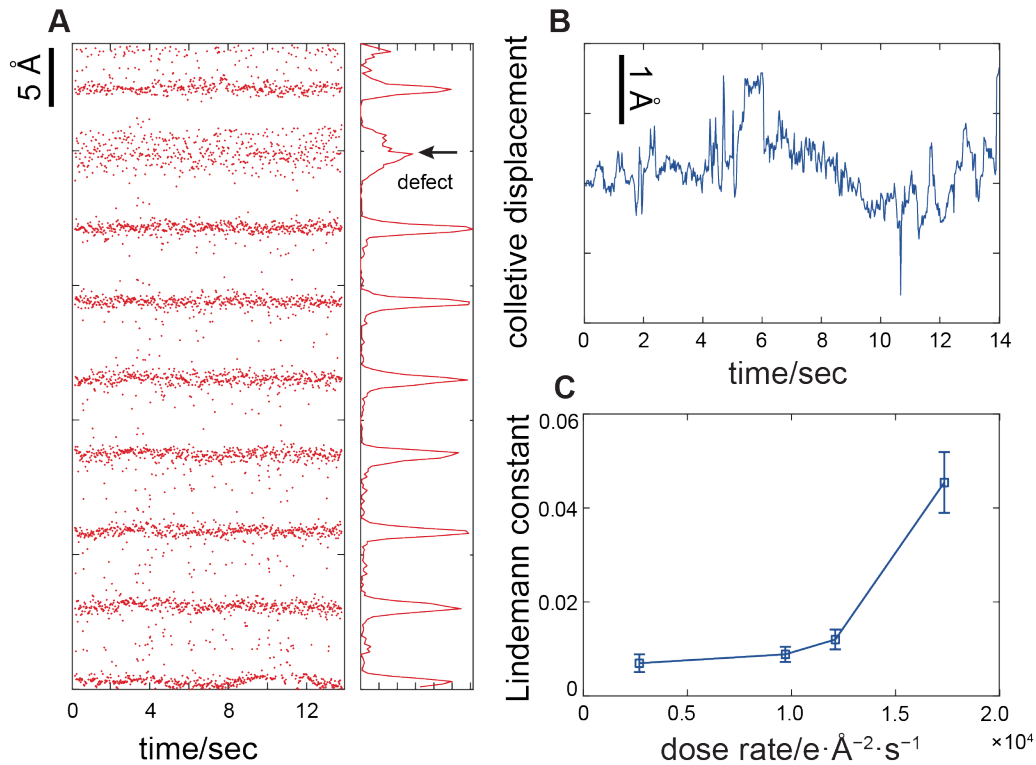 A
5 Å
defect
0 4 8 12
time/sec
B
1 Å
colletive displacement
0 2 4 6 8 10 12 14
time/sec
C
Lindemann constant
0.06
0.04
0.02
0
0 0.5 1.0 1.5 2.0
×10⁴
dose rate/e·Å⁻²·s⁻¹